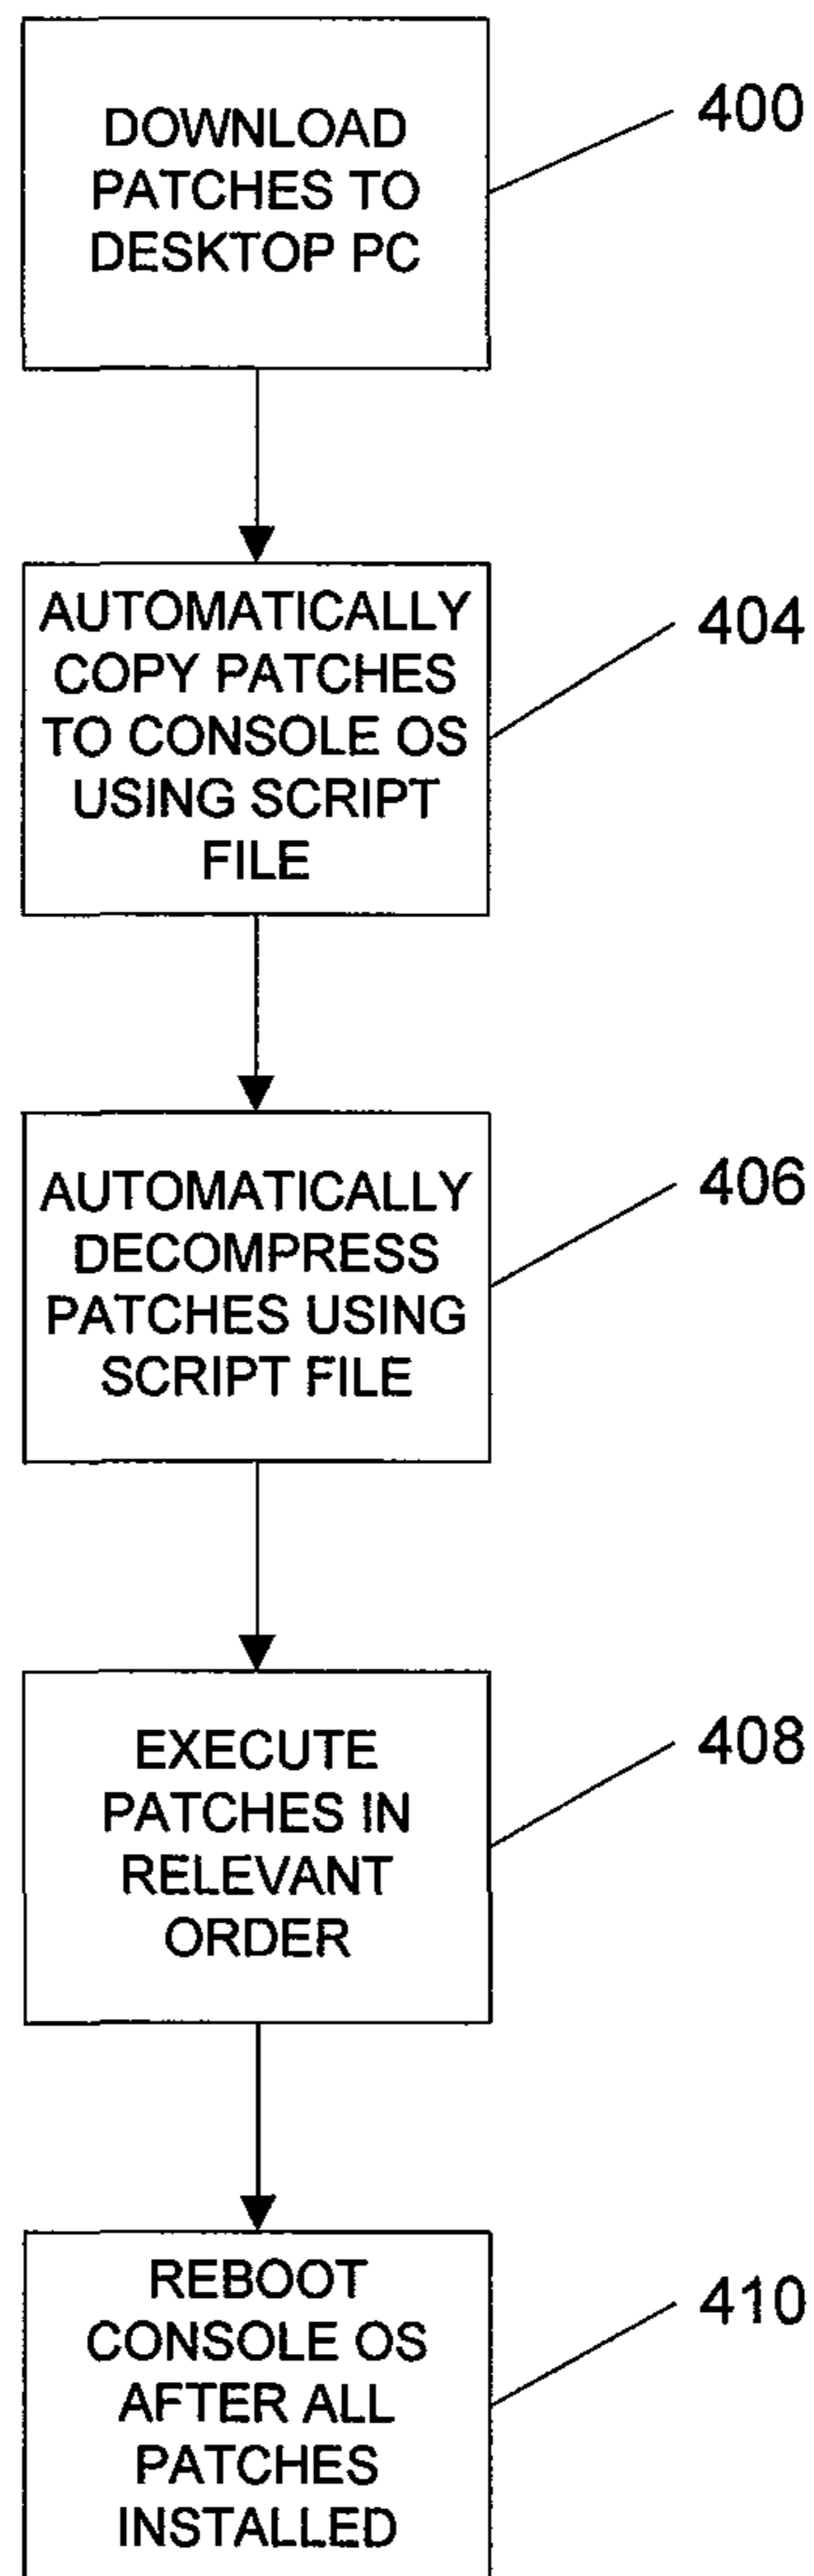 DOWNLOAD
PATCHES TO
DESKTOP PC
400
AUTOMATICALLY
COPY PATCHES
TO CONSOLE OS
USING SCRIPT
FILE
404
AUTOMATICALLY
DECOMPRESS
PATCHES USING
SCRIPT FILE
406
EXECUTE
PATCHES IN
RELEVANT
ORDER
408
REBOOT
CONSOLE OS
AFTER ALL
PATCHES
INSTALLED
410